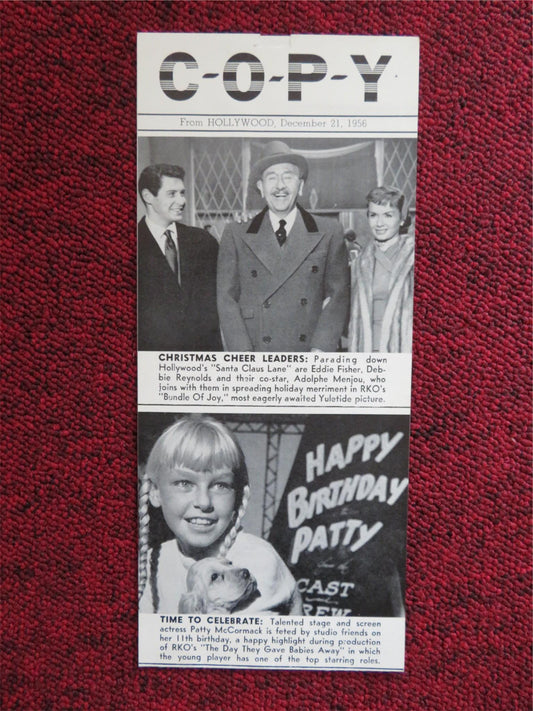 C-O-P-Y
From HOLLYWOOD, December 21, 1956
CHRISTMAS CHEER LEADERS: Parading down
Hollywood's "Santa Claus Lane" are Eddie Fisher, Deb-
bie Reynolds and their co-star, Adolphe Menjou, who
joins with them in spreading holiday merriment in RKO's
"Bundle Of Joy," most eagerly awaited Yuletide picture.
HAPPY
BIRTHDAY
PATTY
CAST
CREW
TIME TO CELEBRATE: Talented stage and screen
actress Patty McCormack is feted by studio friends on
her 11th birthday, a happy highlight during production
of RKO's "The Day They Gave Babies Away" in which
the young player has one of the top starring roles.